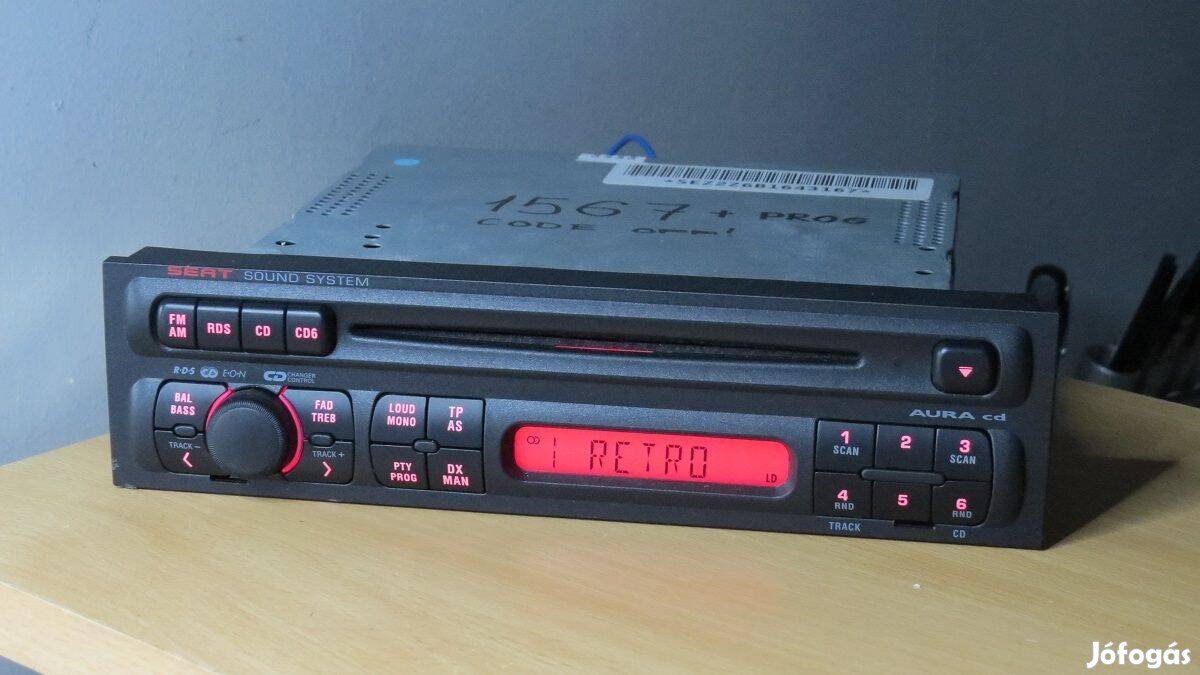 *SEZ2Z6B1643167*
1567 + PROG
CODE OFF!
SEAT SOUND SYSTEM
FM AM
RDS
CD
CD6
R·D·S E·O·N
CD CHANGER CONTROL
AURA cd
BAL BASS
FAD TREB
TRACK−
<
TRACK +
>
LOUD MONO
TP AS
PTY PROG
DX MAN
1 RETRO
LD
1 SCAN
2
3 SCAN
4 RND
5
6 RND
TRACK
CD
Jófogás